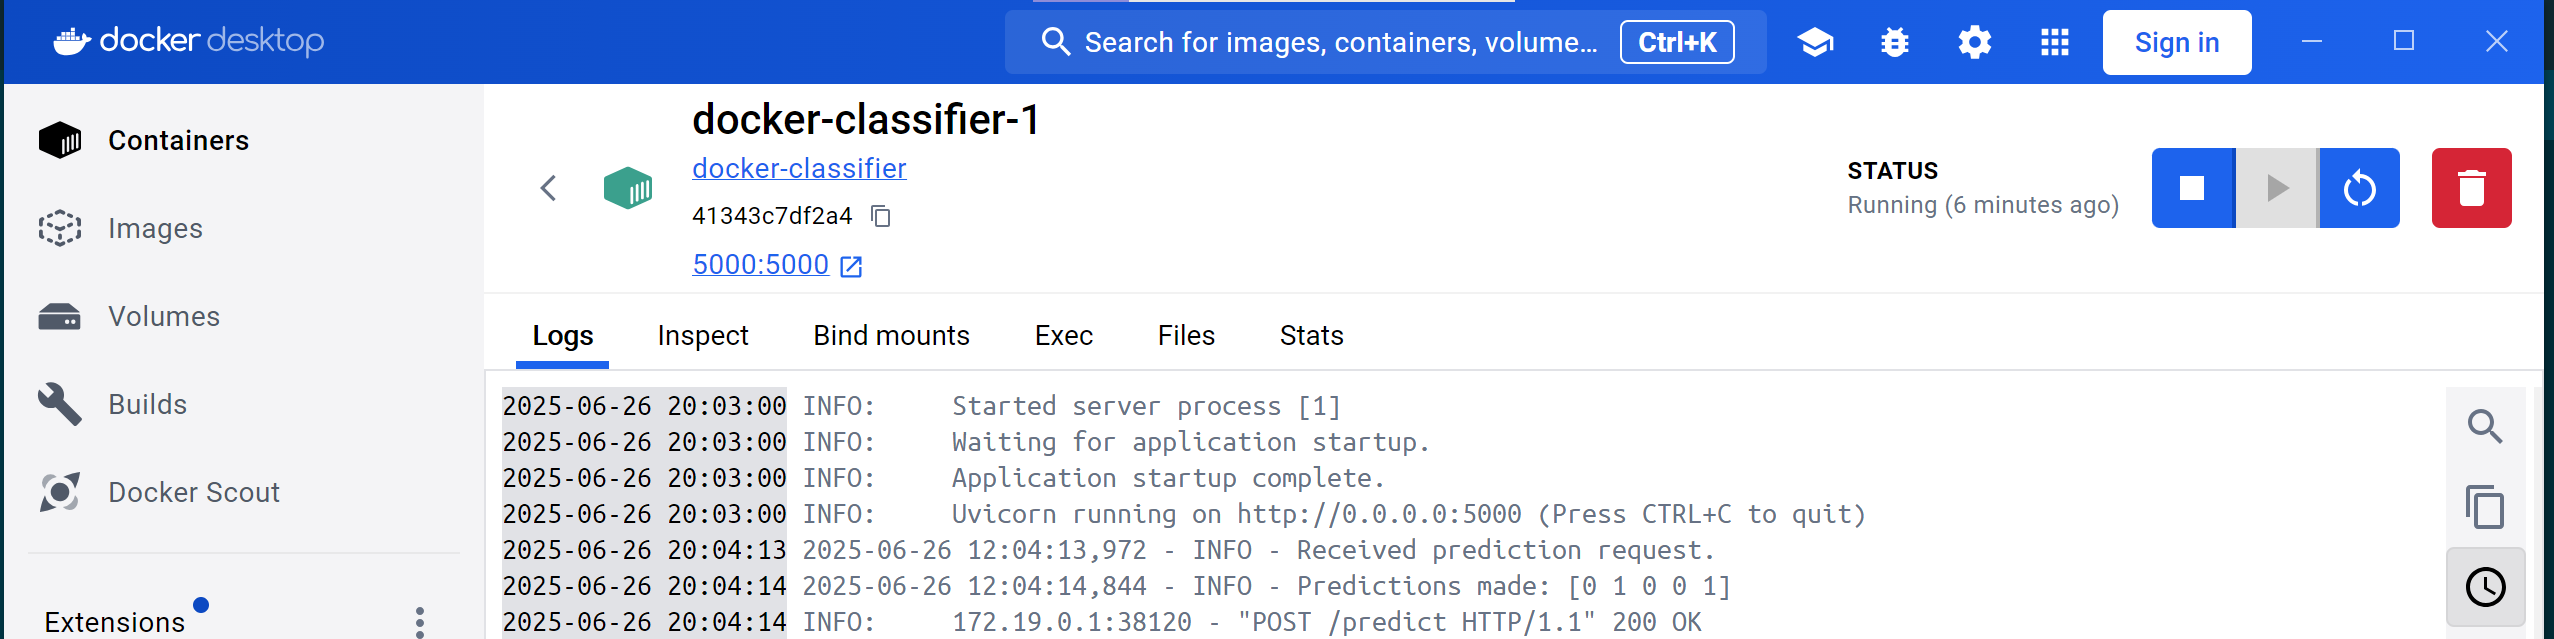 docker desktop
Search for images, containers, volume... Ctrl+K
Sign in
Containers
Images
Volumes
Builds
Docker Scout
Extensions
docker-classifier-1
docker-classifier
41343c7df2a4
5000:5000
STATUS
Running (6 minutes ago)
Logs Inspect Bind mounts Exec Files Stats
2025-06-26 20:03:00 INFO:     Started server process [1]
2025-06-26 20:03:00 INFO:     Waiting for application startup.
2025-06-26 20:03:00 INFO:     Application startup complete.
2025-06-26 20:03:00 INFO:     Uvicorn running on http://0.0.0.0:5000 (Press CTRL+C to quit)
2025-06-26 20:04:13 2025-06-26 12:04:13,972 - INFO - Received prediction request.
2025-06-26 20:04:14 2025-06-26 12:04:14,844 - INFO - Predictions made: [0 1 0 0 1]
2025-06-26 20:04:14 INFO:     172.19.0.1:38120 - "POST /predict HTTP/1.1" 200 OK